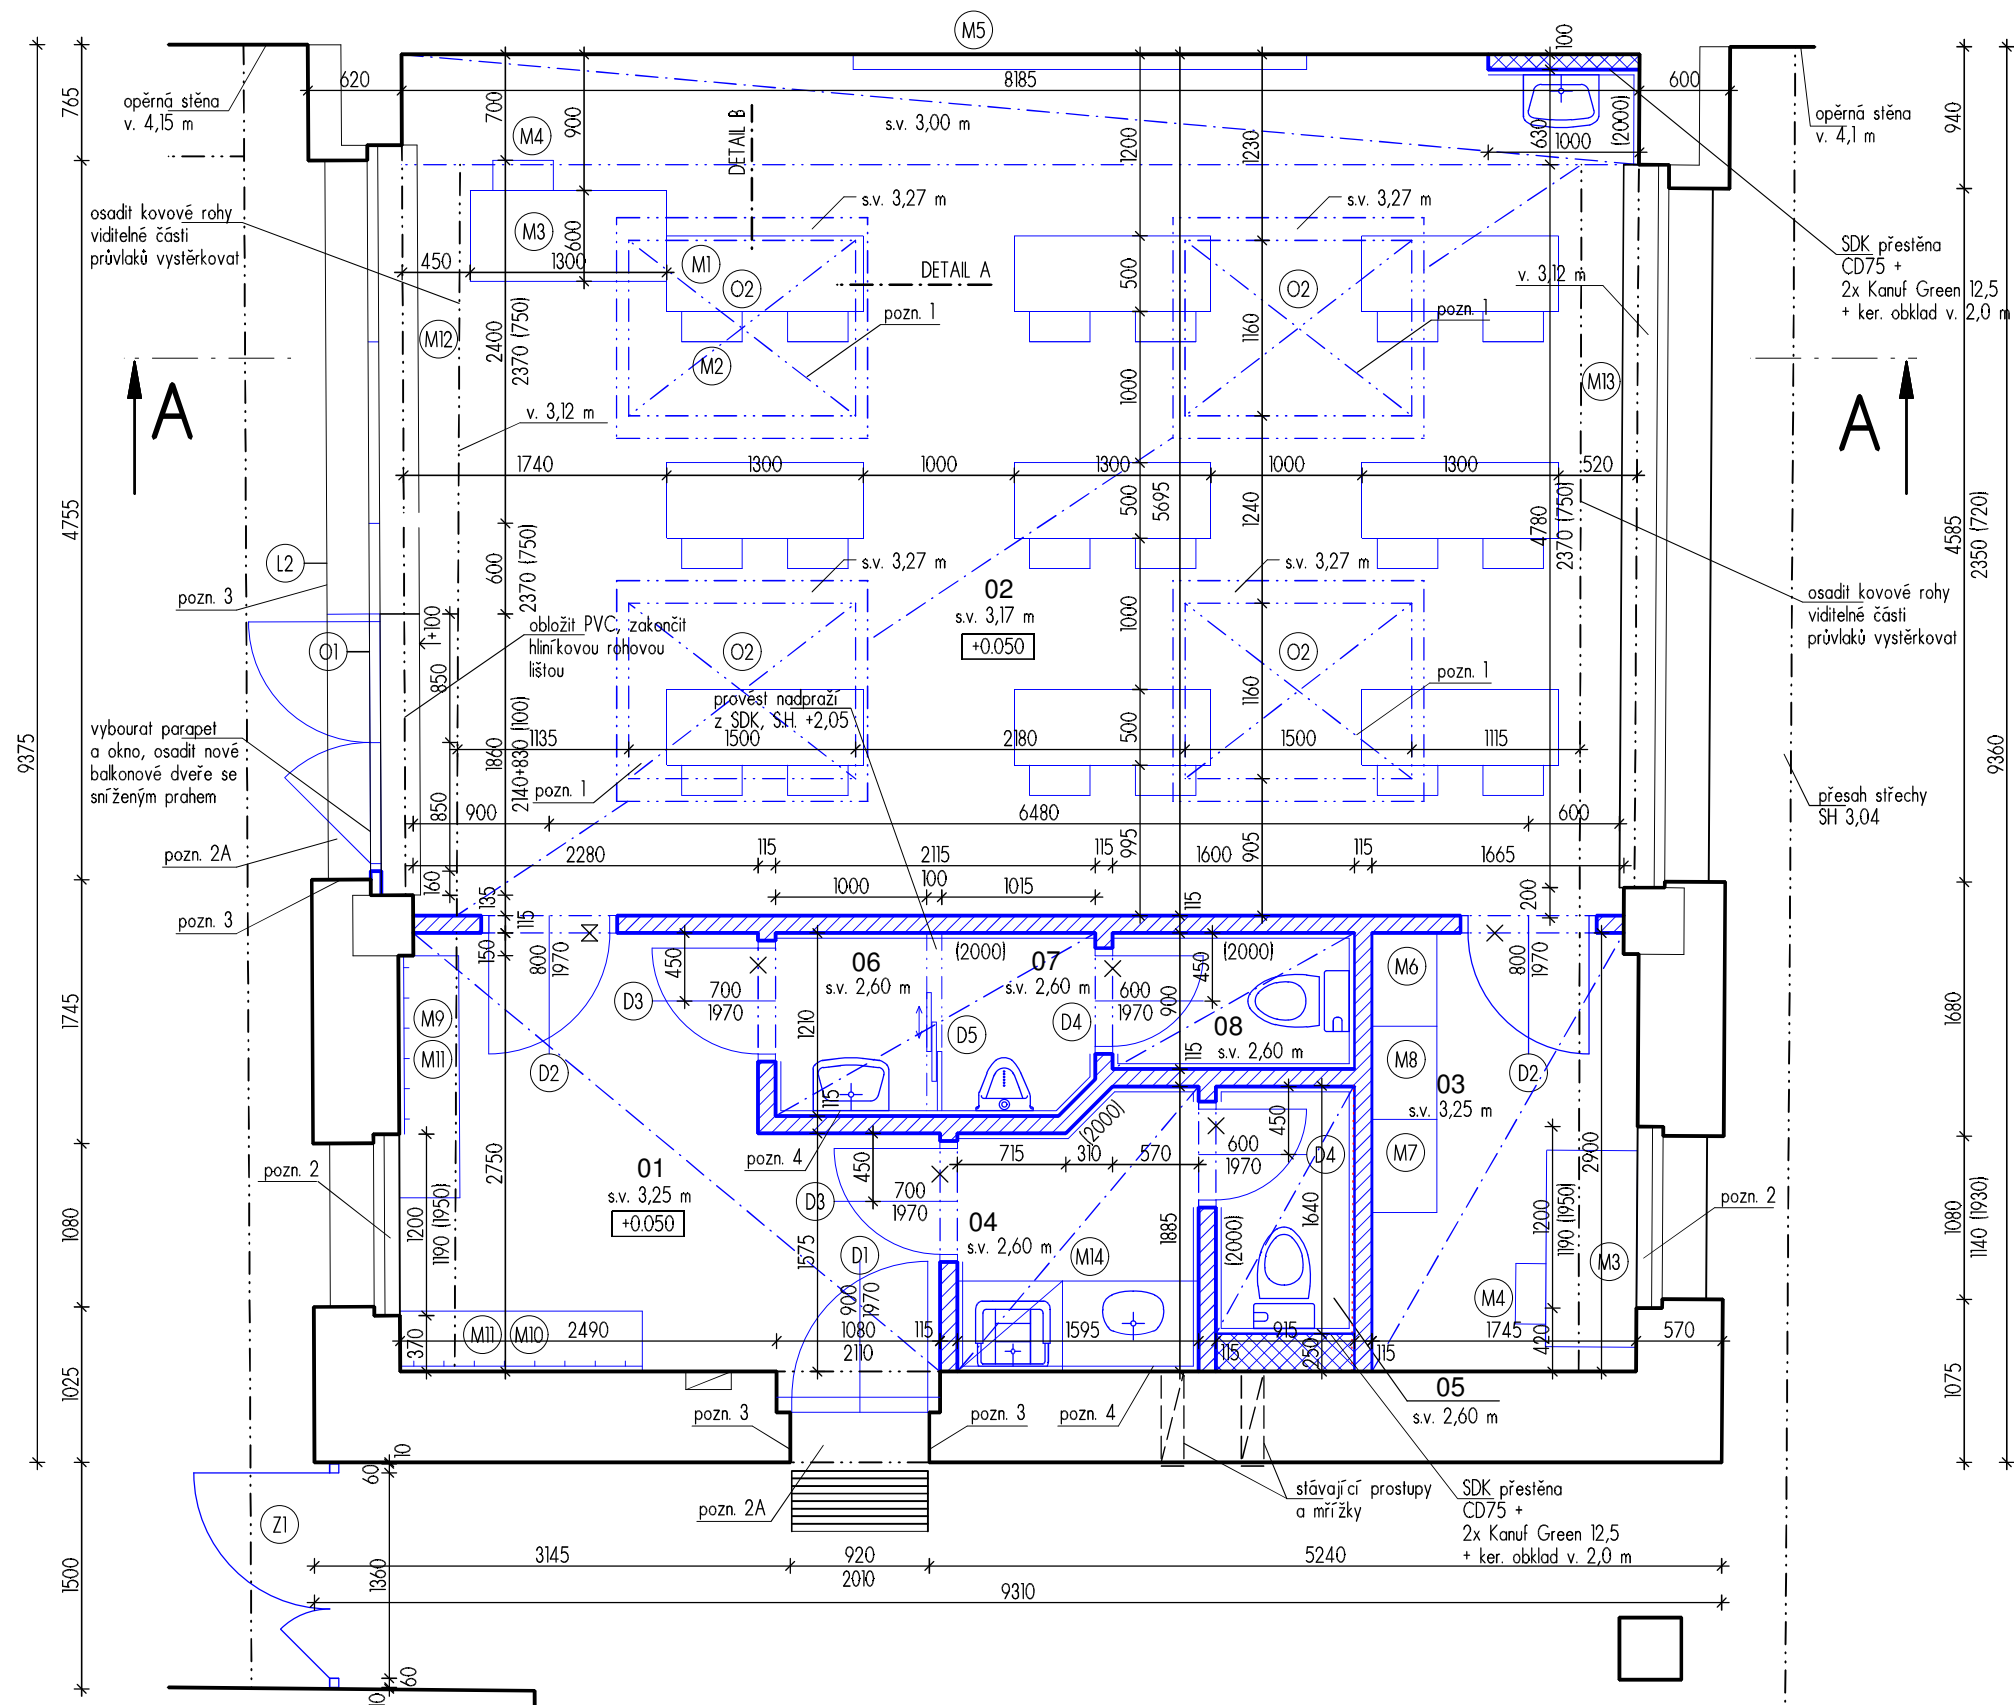 M5
620
8185
600
100
765
opěrná stěna
v. 4,15 m
700
900
M4
DETAIL B
s.v. 3,00 m
1200
1230
630
1000
(2000)
opěrná stěna
v. 4,1 m
940
osadit kovové rohy
viditelné části
průvlaků vystěrkovat
M3
600
450
1300
M1
O2
s.v. 3,27 m
DETAIL A
s.v. 3,27 m
O2
v. 3,12 m
SDK přestěna
CD75 +
2x Kanuf Green 12,5
+ ker. obklad v. 2,0 m
M12
2400
2370 (750)
M2
pozn. 1
500
1160
pozn. 1
M13
1000
A
A
v. 3,12 m
1740
1300
1000
1300
1000
1300
520
4755
500
5695
1240
4780
2370 (750)
4585
2350 (720)
L2
pozn. 3
600
2370 (750)
s.v. 3,27 m
02
s.v. 3,17 m
+0.050
s.v. 3,27 m
1000
osadit kovové rohy
viditelné části
průvlaků vystěrkovat
+100
O1
850
obložit PVC, zakončit
hliníkovou rohovou
lištou
O2
O2
provést nadpraží
z SDK, S.H. +2,05
1160
pozn. 1
vybourat parapet
a okno, osadit nové
balkonové dveře se
sníženým prahem
9375
9360
1860
2140+830 (100)
1135
1500
2180
500
1500
1115
850
pozn. 1
přesah střechy
SH 3,04
900
6480
600
pozn. 2A
2280
115
2115
115
995
1600
905
115
1665
160
135
1000
100
1015
200
pozn. 3
115
115
150
800
1970
450
06
s.v. 2,60 m
(2000)
07
s.v. 2,60 m
450
(2000)
M6
800
1970
M9
M11
1745
D3
700
1970
1210
D5
D4
600
1970
900
08
s.v. 2,60 m
M8
03
s.v. 3,25 m
1680
D2
D2
115
115
(2000)
450
M7
2750
01
s.v. 3,25 m
+0.050
pozn. 4
450
715
310
570
600
1970
D4
2900
pozn. 2
pozn. 2
D3
700
1970
1080
1200
1190 (1950)
1575
04
s.v. 2,60 m
1885
(2000)
1640
1200
1190 (1950)
1080
1140 (1930)
D1
M14
M3
M4
900
1970
370
M11
M10
2490
1080
2110
115
1595
915
115
250
115
1745
420
570
1025
1075
05
s.v. 2,60 m
pozn. 3
pozn. 3
pozn. 4
10
60
stávající prostupy
a mřížky
SDK přestěna
CD75 +
2x Kanuf Green 12,5
+ ker. obklad v. 2,0 m
pozn. 2A
Z1
3145
920
2010
5240
1500
1360
9310
60
10